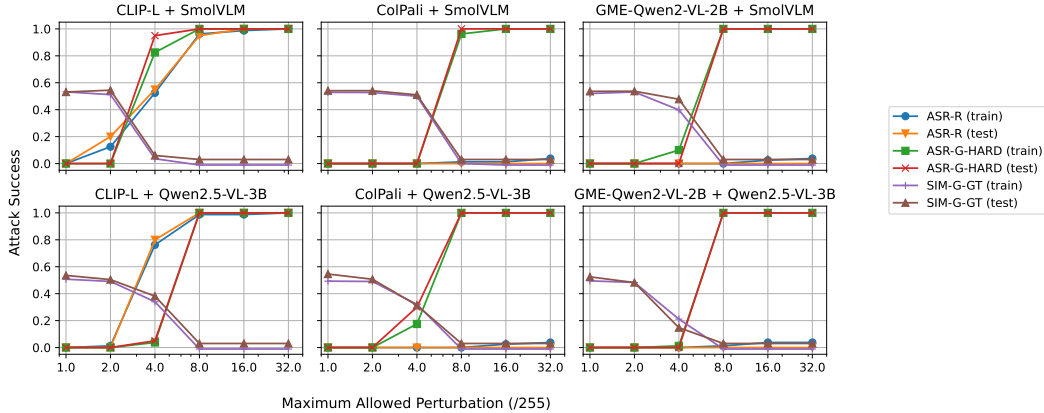 CLIP-L + SmolVLM
ColPali + SmolVLM
GME-Qwen2-VL-2B + SmolVLM
1.0
0.8
0.6
0.4
0.2
0.0
CLIP-L + Qwen2.5-VL-3B
ColPali + Qwen2.5-VL-3B
GME-Qwen2-VL-2B + Qwen2.5-VL-3B
1.0
0.8
0.6
0.4
0.2
0.0
1.0 2.0 4.0 8.0 16.0 32.0
1.0 2.0 4.0 8.0 16.0 32.0
1.0 2.0 4.0 8.0 16.0 32.0
Attack Success
Maximum Allowed Perturbation (/255)
ASR-R (train)
ASR-R (test)
ASR-G-HARD (train)
ASR-G-HARD (test)
SIM-G-GT (train)
SIM-G-GT (test)